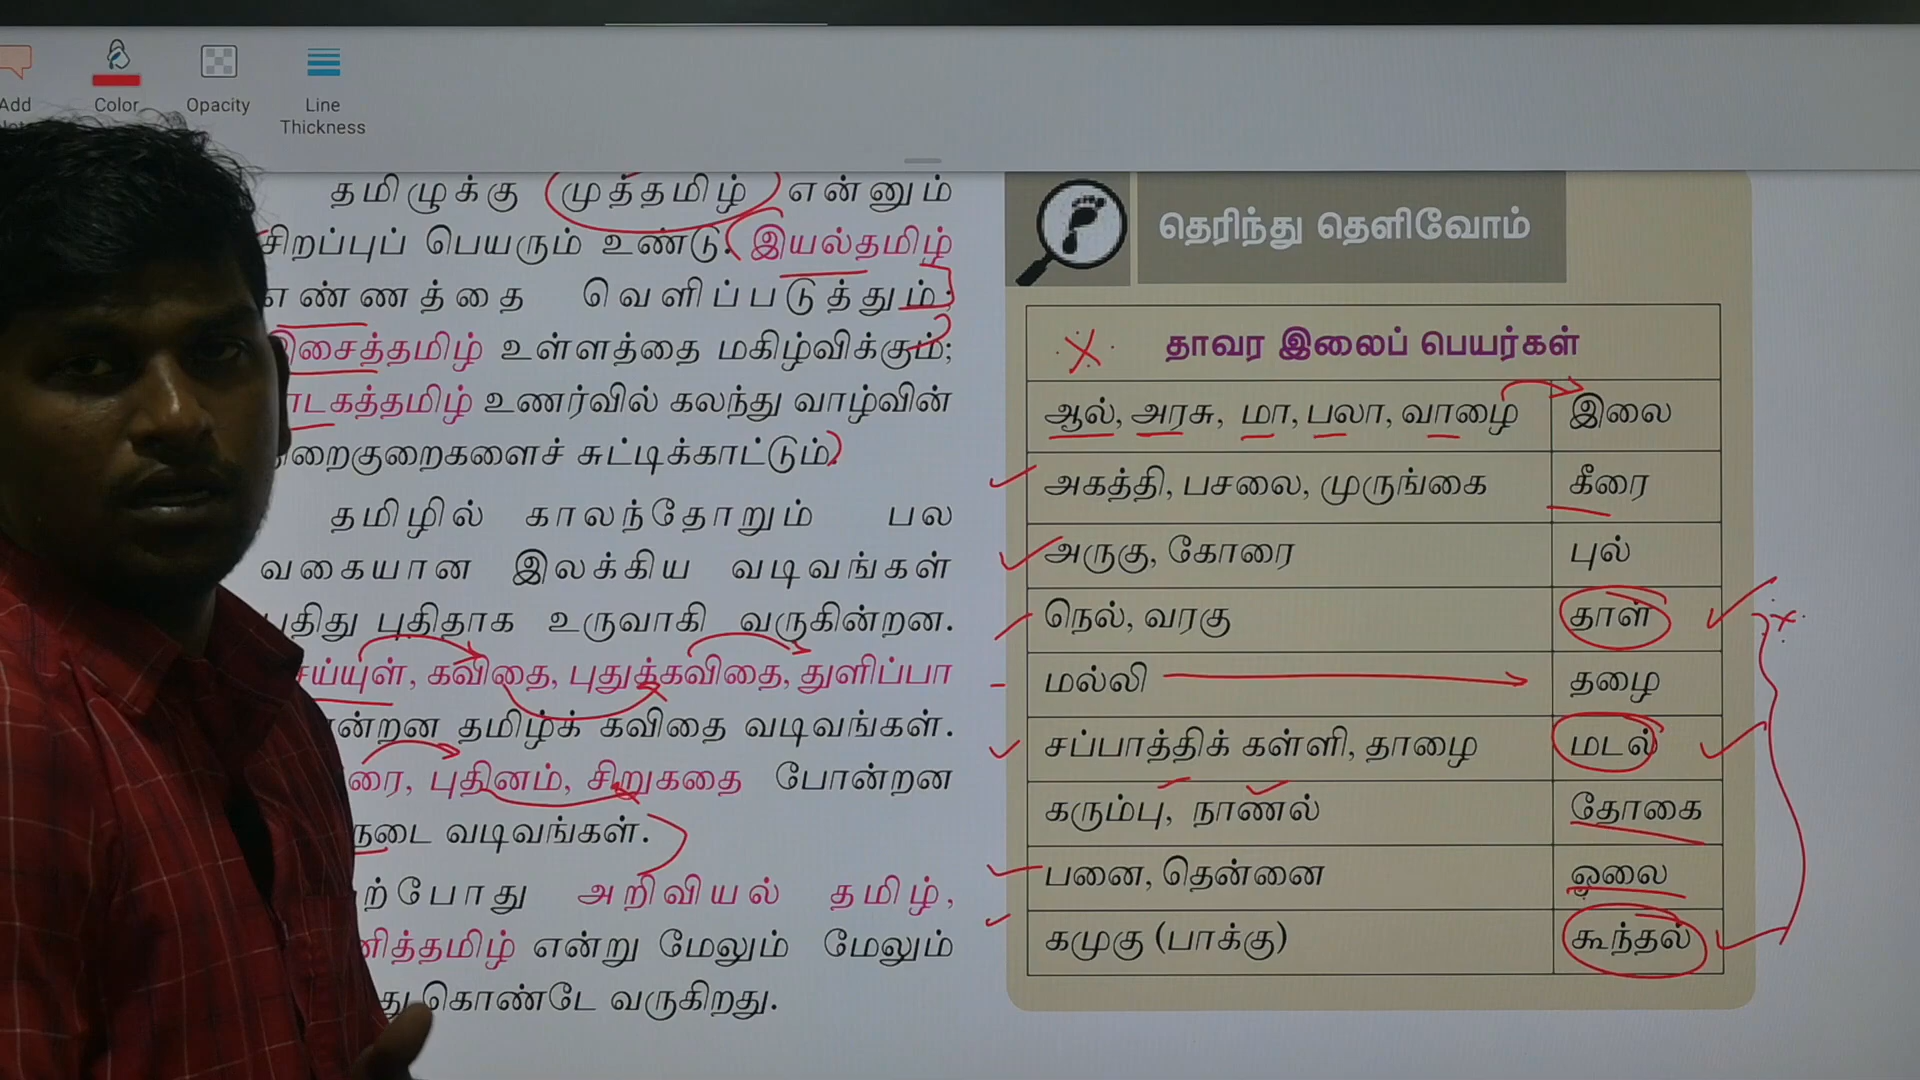 Add
Color
Opacity
Line
Thickness
தமிழுக்கு முத்தமிழ் என்னும்
சிறப்புப் பெயரும் உண்டு. இயல்தமிழ்
எண்ணத்தை வெளிப்படுத்தும்;
இசைத்தமிழ் உள்ளத்தை மகிழ்விக்கும்;
உணர்வில் கலந்து வாழ்வின்
சுட்டிக்காட்டும்.
தமிழில் காலந்தோறும் பல
வகையான இலக்கிய வடிவங்கள்
புதிது புதிதாக உருவாகி வருகின்றன.
கவிதை, புதுக்கவிதை, துளிப்பா
தமிழ்க் கவிதை வடிவங்கள்.
புதினம், சிறுகதை போன்றன
வடிவங்கள்.
அறிவியல் தமிழ்,
என்று மேலும் மேலும்
வருகிறது.
தெரிந்து தெளிவோம்
தாவர இலைப் பெயர்கள்
ஆல், அரசு, மா, பலா, வாழை இலை
அகத்தி, பசலை, முருங்கை கீரை
அருகு, கோரை புல்
நெல், வரகு தாள்
மல்லி தழை
சப்பாத்திக் கள்ளி, தாழை மடல்
கரும்பு, நாணல் தோகை
பனை, தென்னை ஓலை
கமுகு (பாக்கு) கூந்தல்